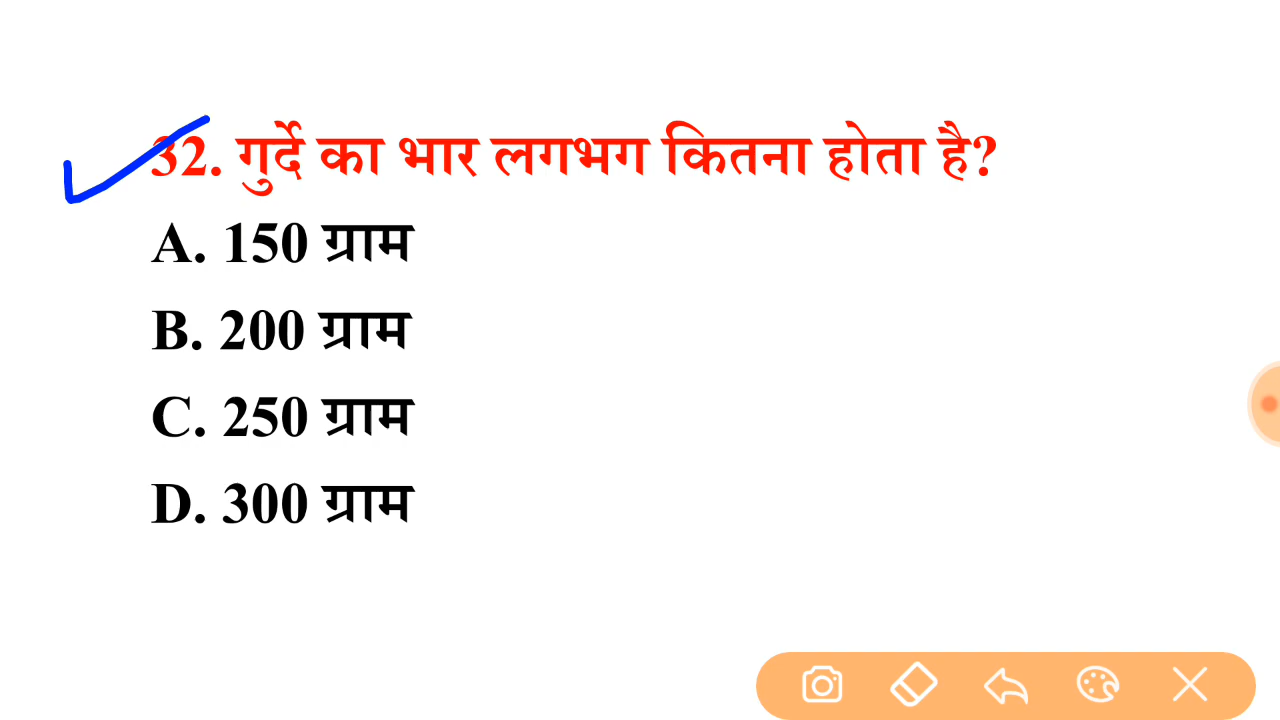 32. गुर्दे का भार लगभग कितना होता है?
A. 150 ग्राम
B. 200 ग्राम
C. 250 ग्राम
D. 300 ग्राम